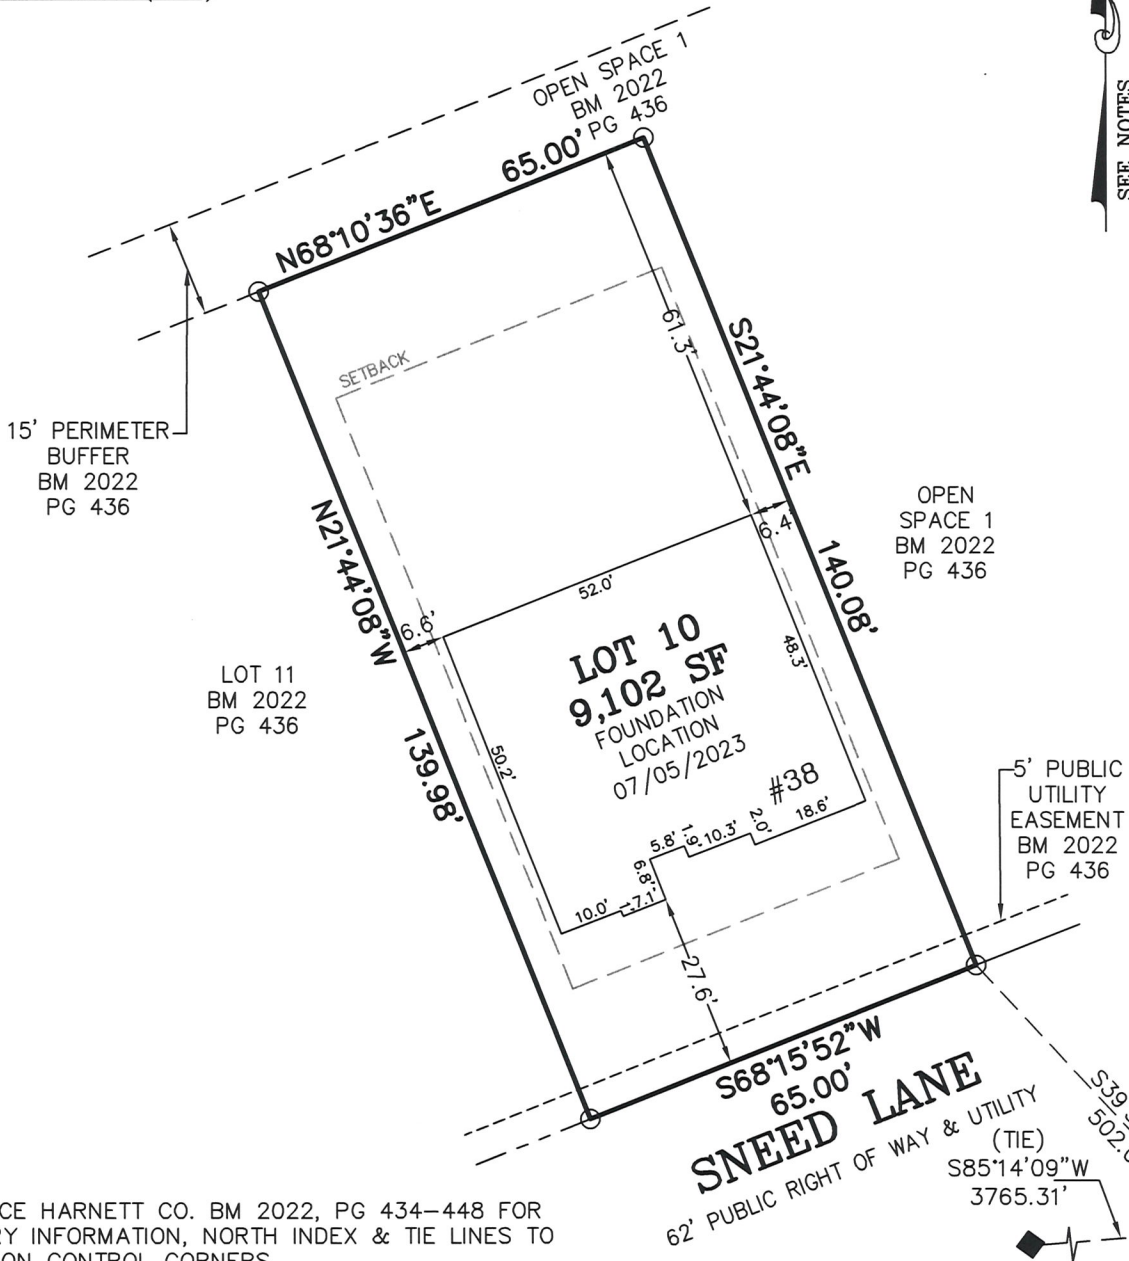 OPEN SPACE 1
BM 2022
PG 436
65.00'
N68°10'36"E
SEE NOTES
SETBACK
61.3'
S21°44'08"E
15' PERIMETER
BUFFER
BM 2022
PG 436
OPEN
SPACE 1
BM 2022
PG 436
6.4'
140.08'
N21°44'08"W
52.0'
6.6'
LOT 10
9,102 SF
FOUNDATION
LOCATION
07/05/2023
48.3'
LOT 11
BM 2022
PG 436
139.98'
50.2'
#38
18.6'
2.0'
10.3'
1.9'
5.8'
6.8'
7.1'
10.0'
5' PUBLIC
UTILITY
EASEMENT
BM 2022
PG 436
27.6'
S68°15'52"W
65.00'
SNEED LANE
62' PUBLIC RIGHT OF WAY & UTILITY
(TIE)
S85°14'09"W
3765.31'
HARNETT CO. BM 2022, PG 434-448 FOR
INFORMATION, NORTH INDEX & TIE LINES TO
CONTROL CORNERS